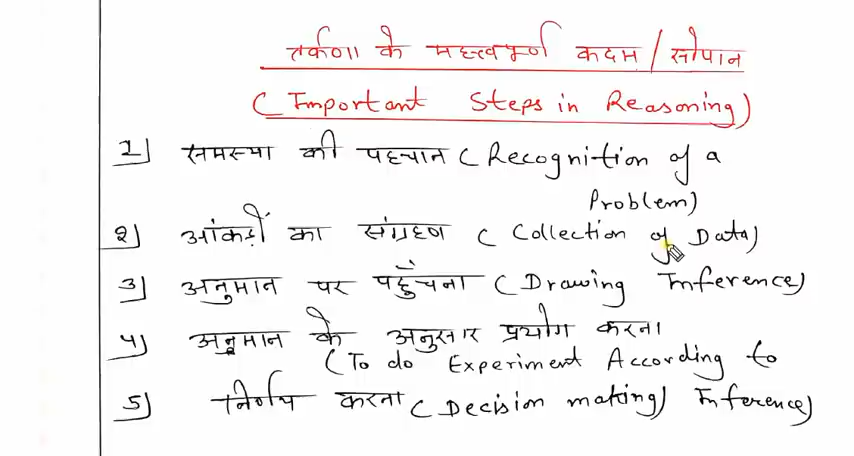 तर्कणा के महत्त्वपूर्ण कदम / सोपान
(Important Steps in Reasoning)
1) समस्या की पहचान (Recognition of a
Problem)
2) आंकड़ों का संग्रहण (Collection of Data)
3) अनुमान पर पहुँचना (Drawing Inference)
4) अनुमान के अनुसार प्रयोग करना
(To do Experiment According to
5) निर्णय करना (Decision making) Inference)